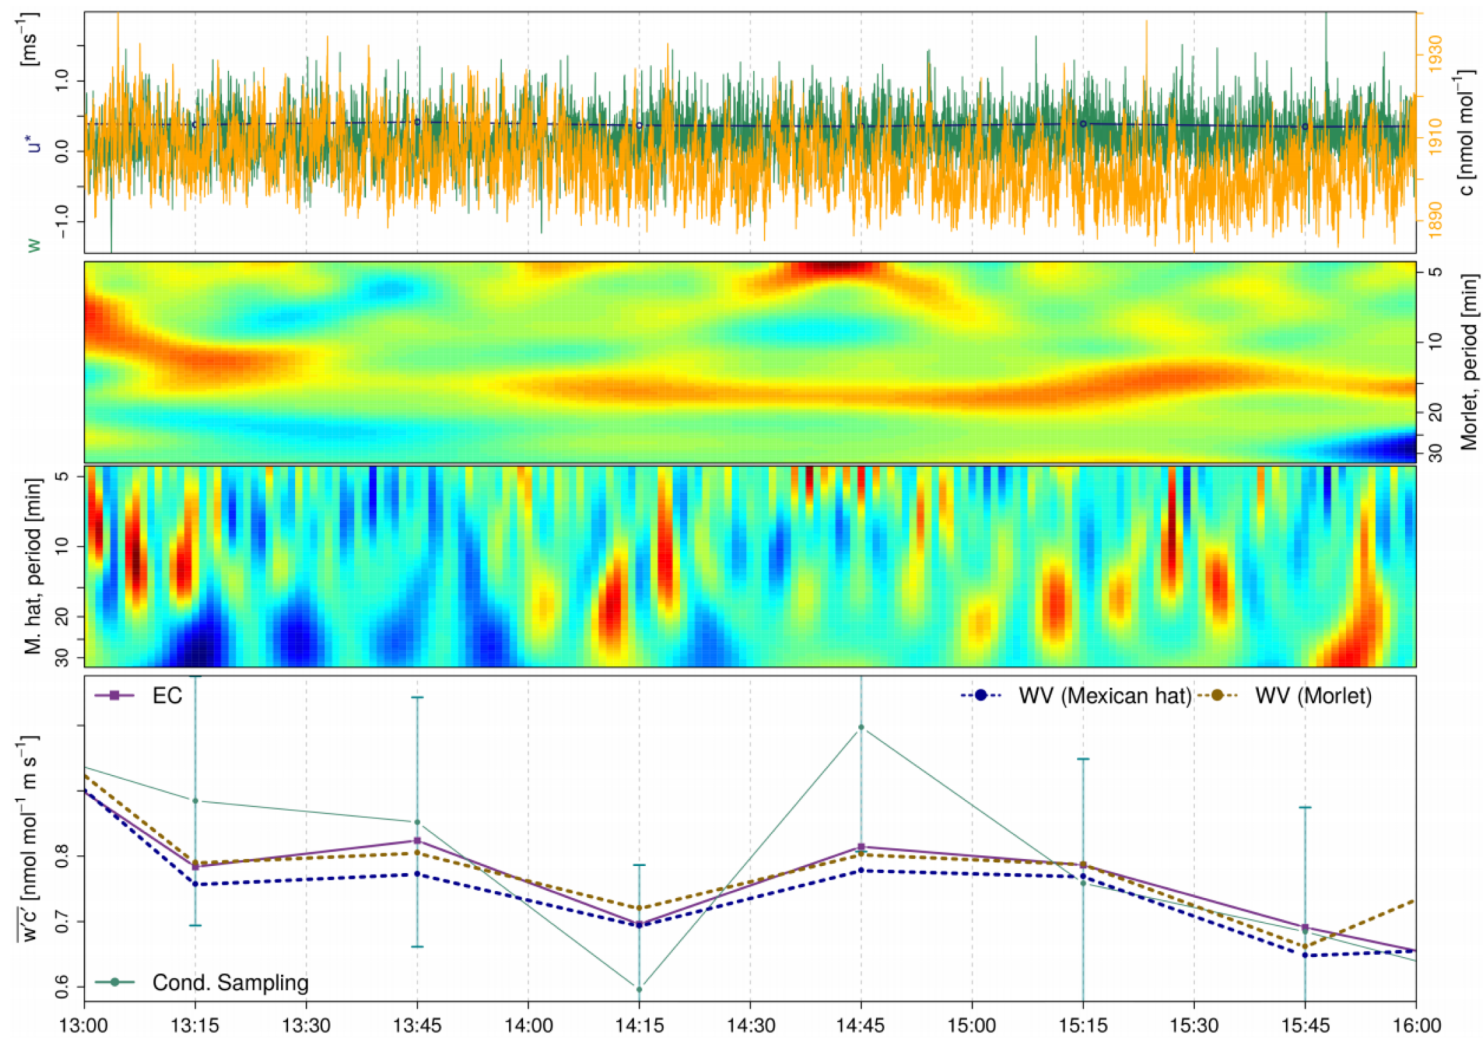 w u* [ms⁻¹]
1.0
0.0
−1.0
1930
1910
1890
c [nmol mol⁻¹]
5
10
20
30
Morlet, period [min]
M. hat, period [min]
5
10
20
30
EC
WV (Mexican hat)
WV (Morlet)
w′c′ [nmol mol⁻¹ m s⁻¹]
0.8
0.7
0.6
Cond. Sampling
13:00 13:15 13:30 13:45 14:00 14:15 14:30 14:45 15:00 15:15 15:30 15:45 16:00